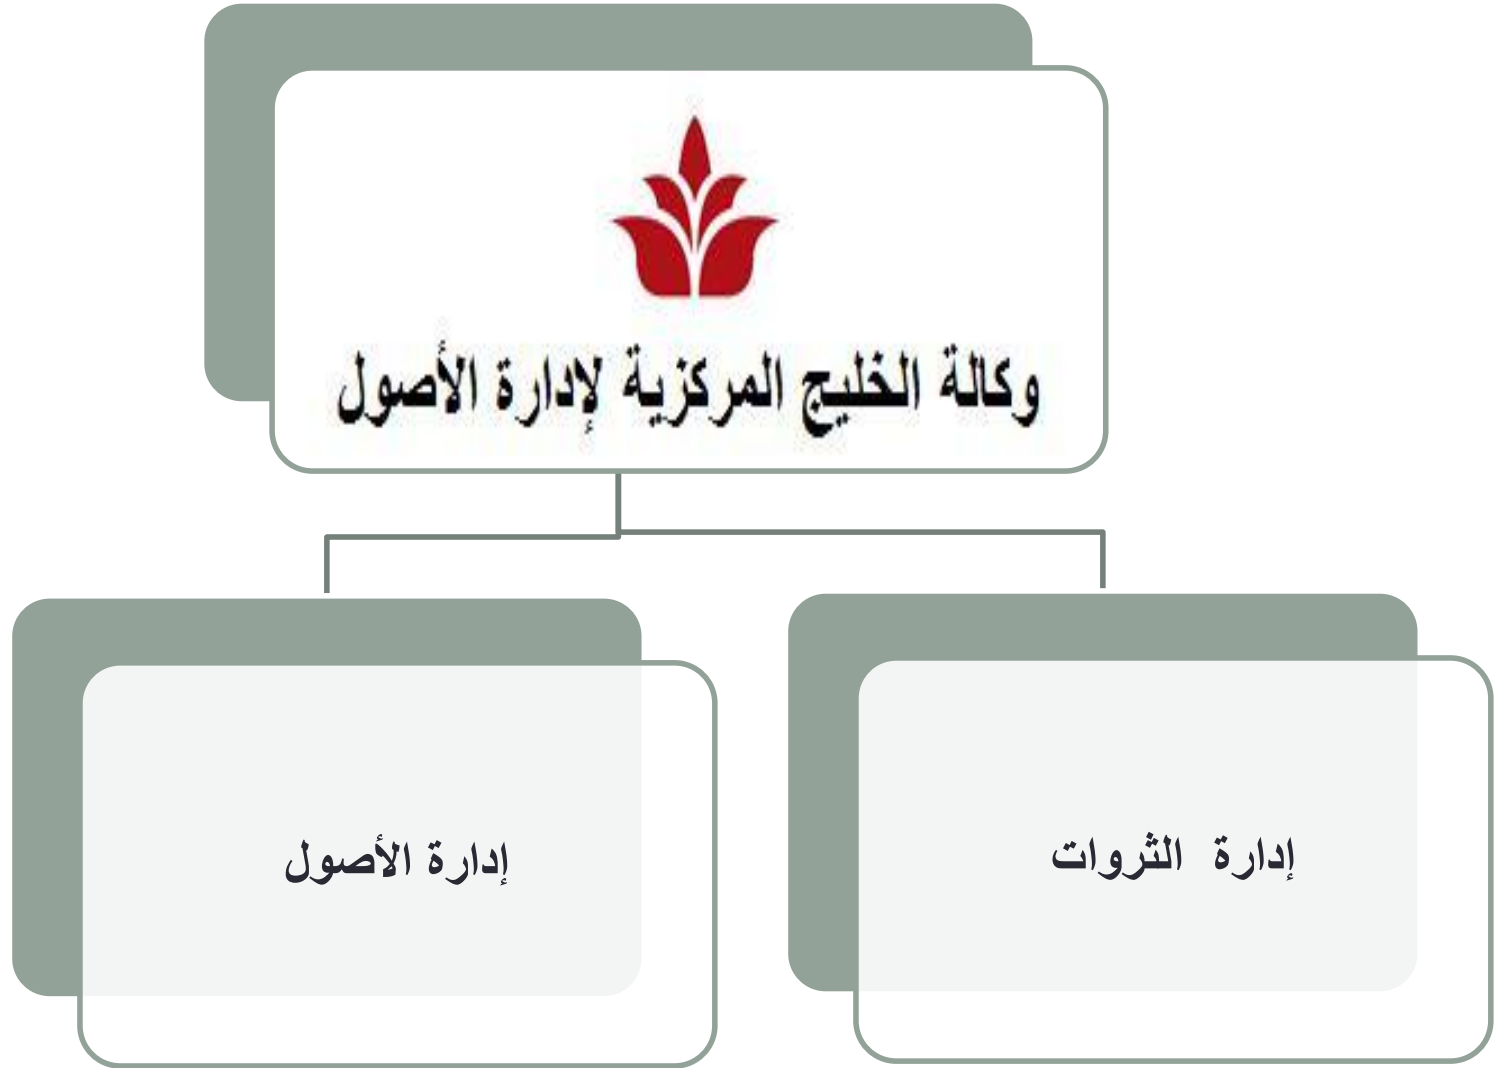 وكالة الخليج المركزية لإدارة الأصول
إدارة الثروات
إدارة الأصول